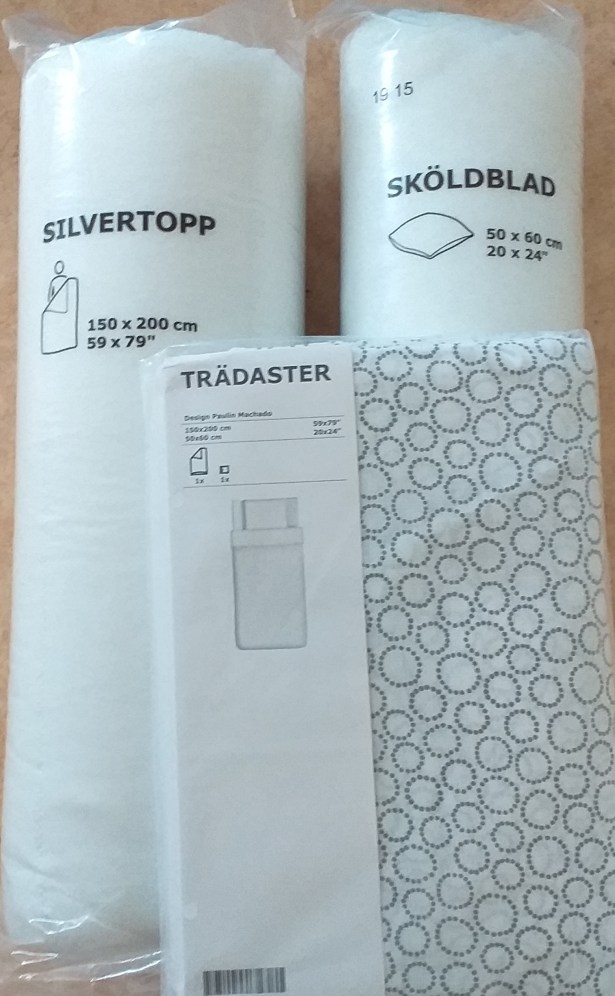 SILVERTOPP
150 x 200 cm
59 x 79"
19 15
SKÖLDBLAD
50 x 60 cm
20 x 24"
TRÄDASTER
Design Paulin Machado
150x200 cm 59x79"
50x60 cm 20x24"
1x 1x